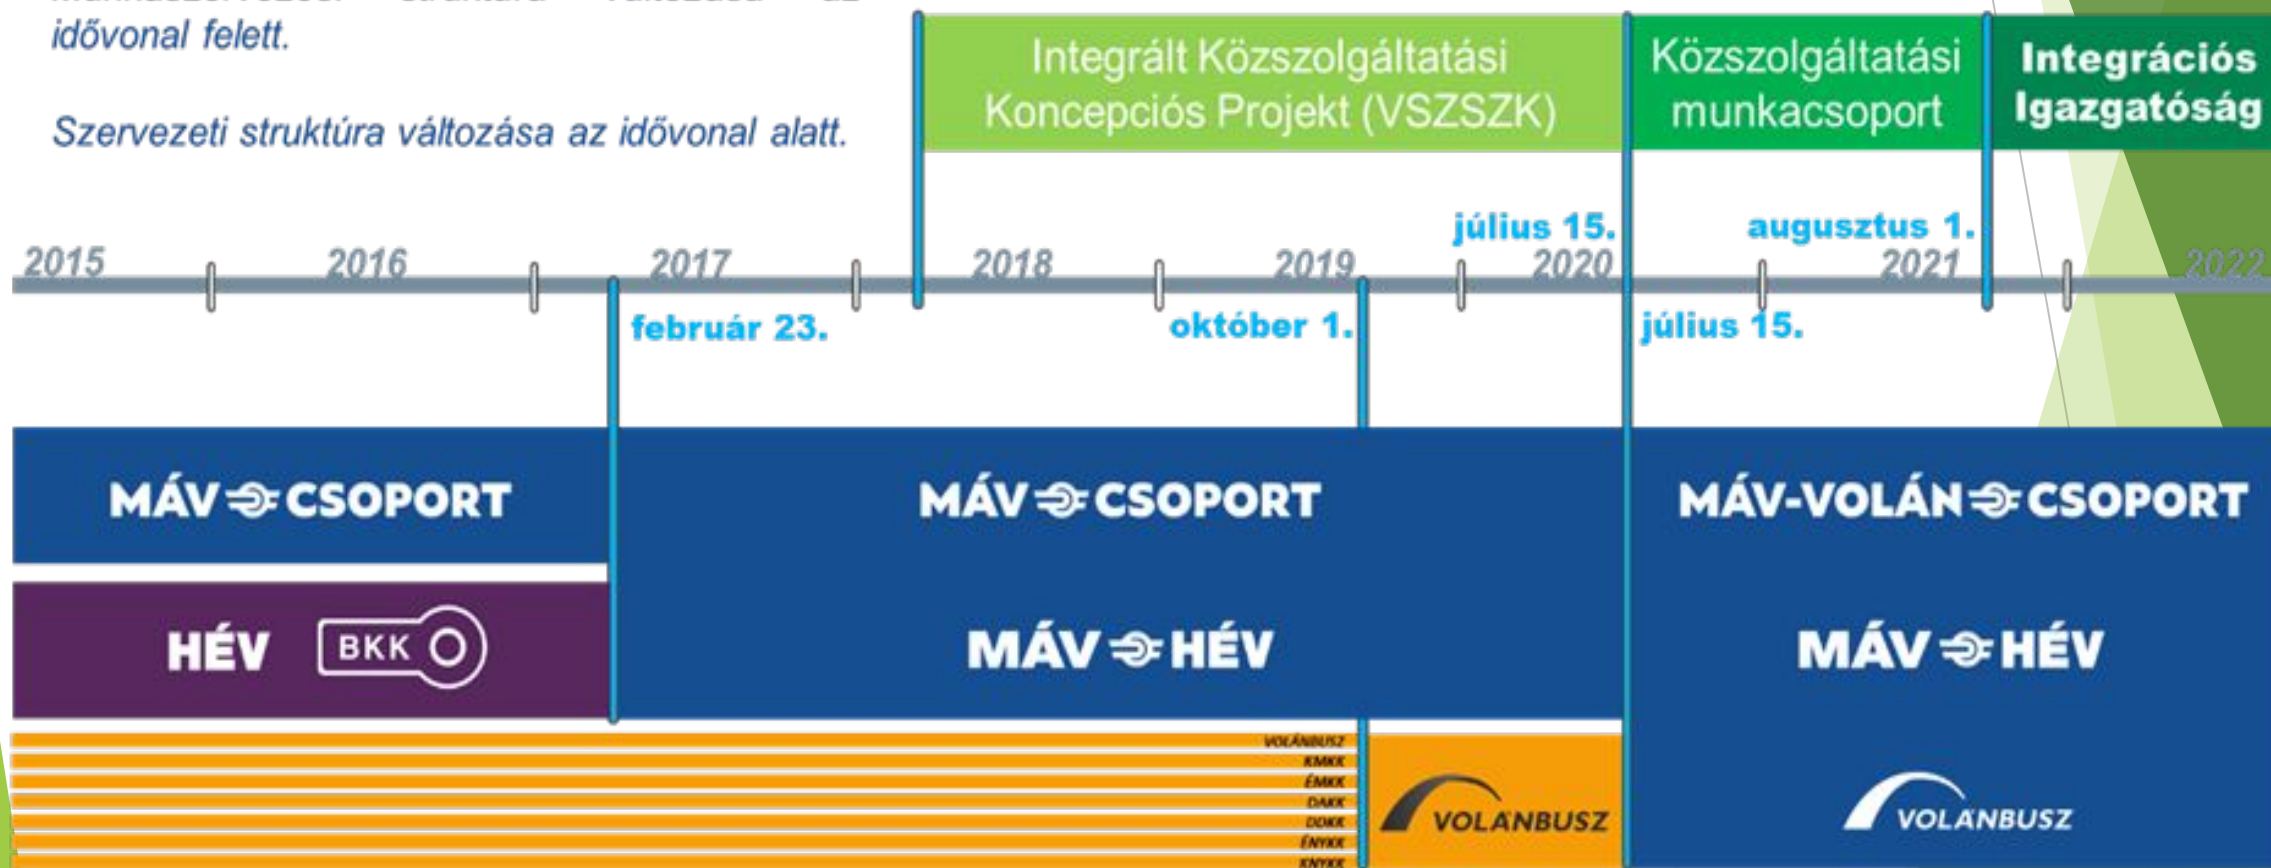 idővonal felett.
Szervezeti struktúra változása az idővonal alatt.
Integrált Közszolgáltatási
Koncepciós Projekt (VSZSZK)
Közszolgáltatási
munkacsoport
Integrációs
Igazgatóság
július 15.
augusztus 1.
2015 2016 2017 2018 2019 2020 2021 2022
február 23.
október 1.
július 15.
MÁV CSOPORT
MÁV CSOPORT
MÁV-VOLÁN CSOPORT
HÉV BKK
MÁV HÉV
MÁV HÉV
VOLÁNBUSZ
KMKK
ÉMKK
DAKK
DDKK
ÉNYKK
KNYKK
VOLÁNBUSZ
VOLÁNBUSZ